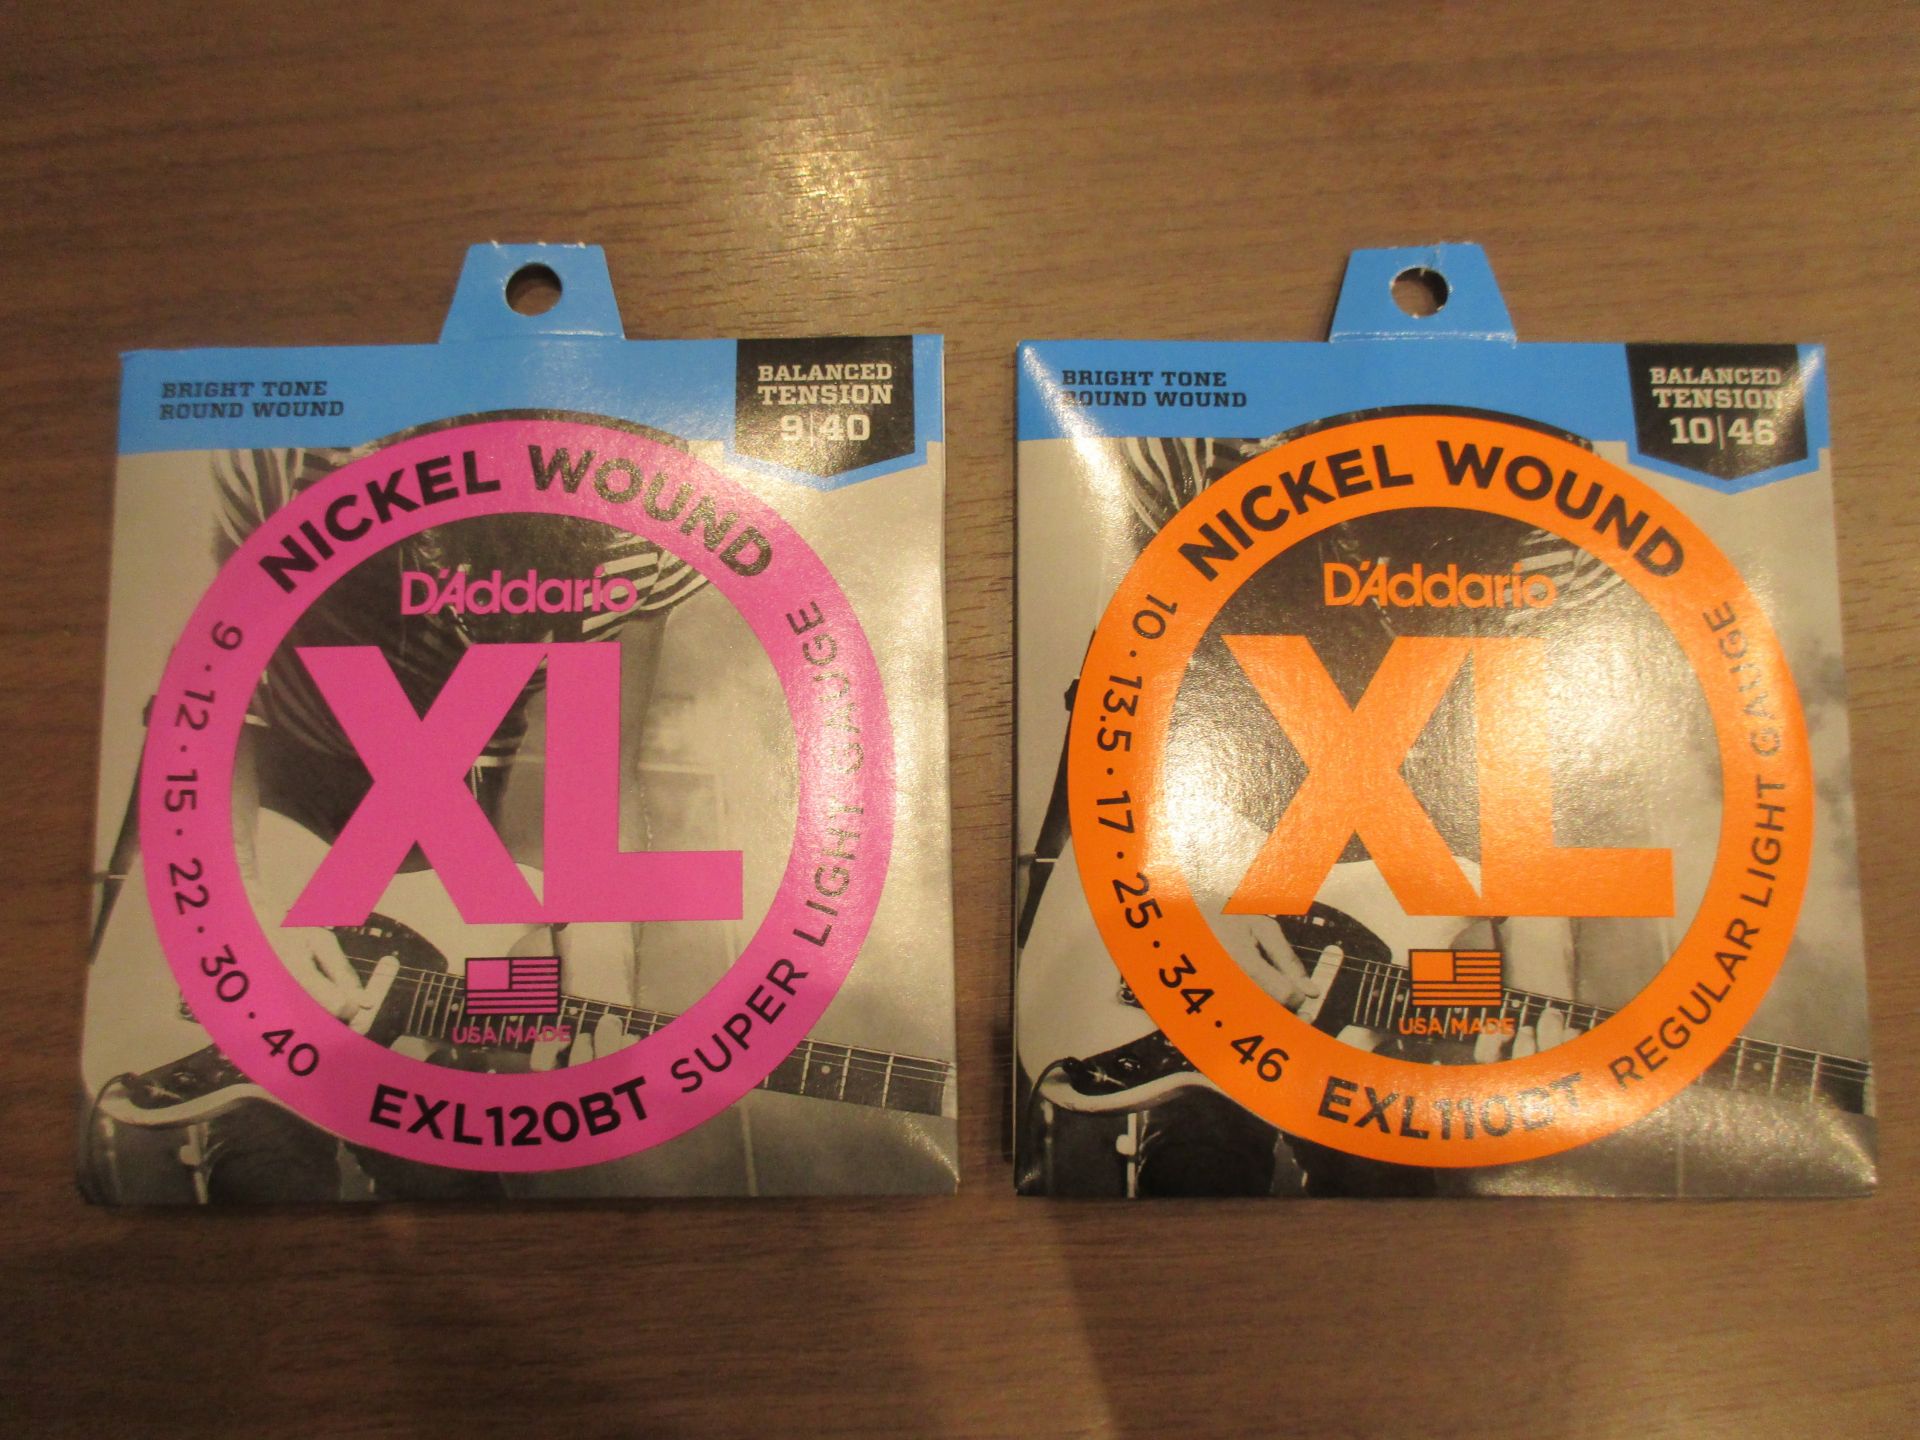 BRIGHT TONE
ROUND WOUND
BALANCED
TENSION
9|40
NICKEL WOUND
D'Addario
XL
USA MADE
9 · 12 · 15 · 22 · 30 · 40
EXL120BT
SUPER LIGHT GAUGE
BRIGHT TONE
ROUND WOUND
BALANCED
TENSION
10|46
NICKEL WOUND
D'Addario
XL
USA MADE
10 · 13.5 · 17 · 25 · 34 · 46
EXL110BT
REGULAR LIGHT GAUGE